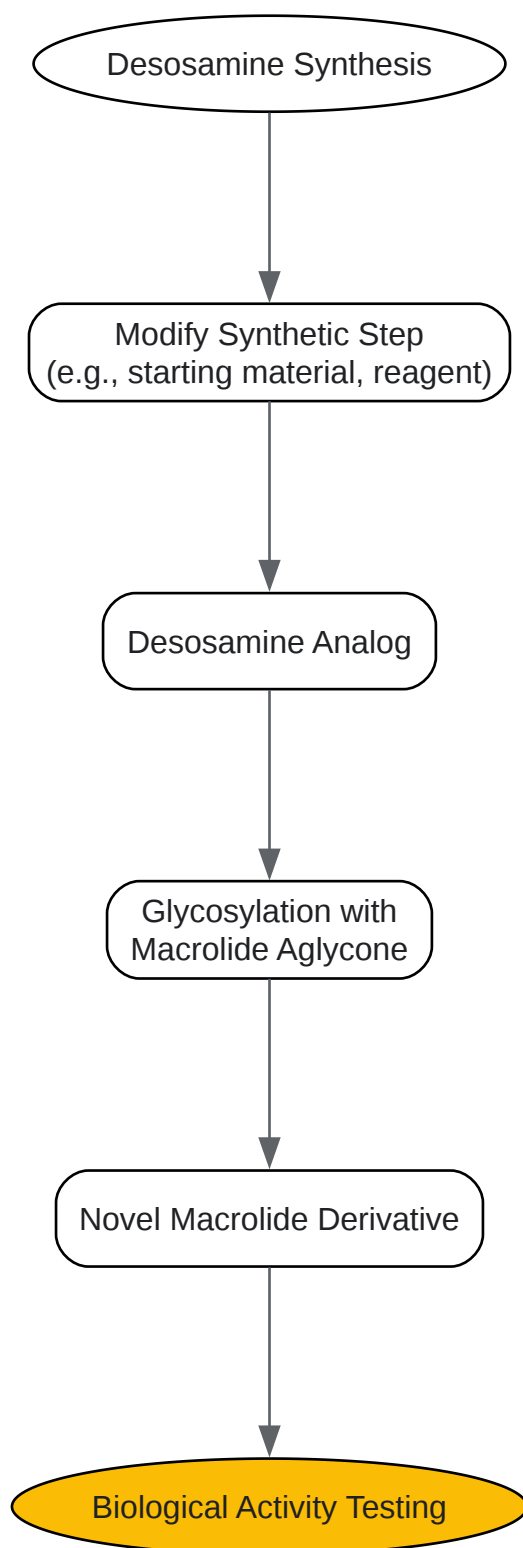 Desosamine Synthesis
Modify Synthetic Step
(e.g., starting material, reagent)
Desosamine Analog
Glycosylation with
Macrolide Aglycone
Novel Macrolide Derivative
Biological Activity Testing